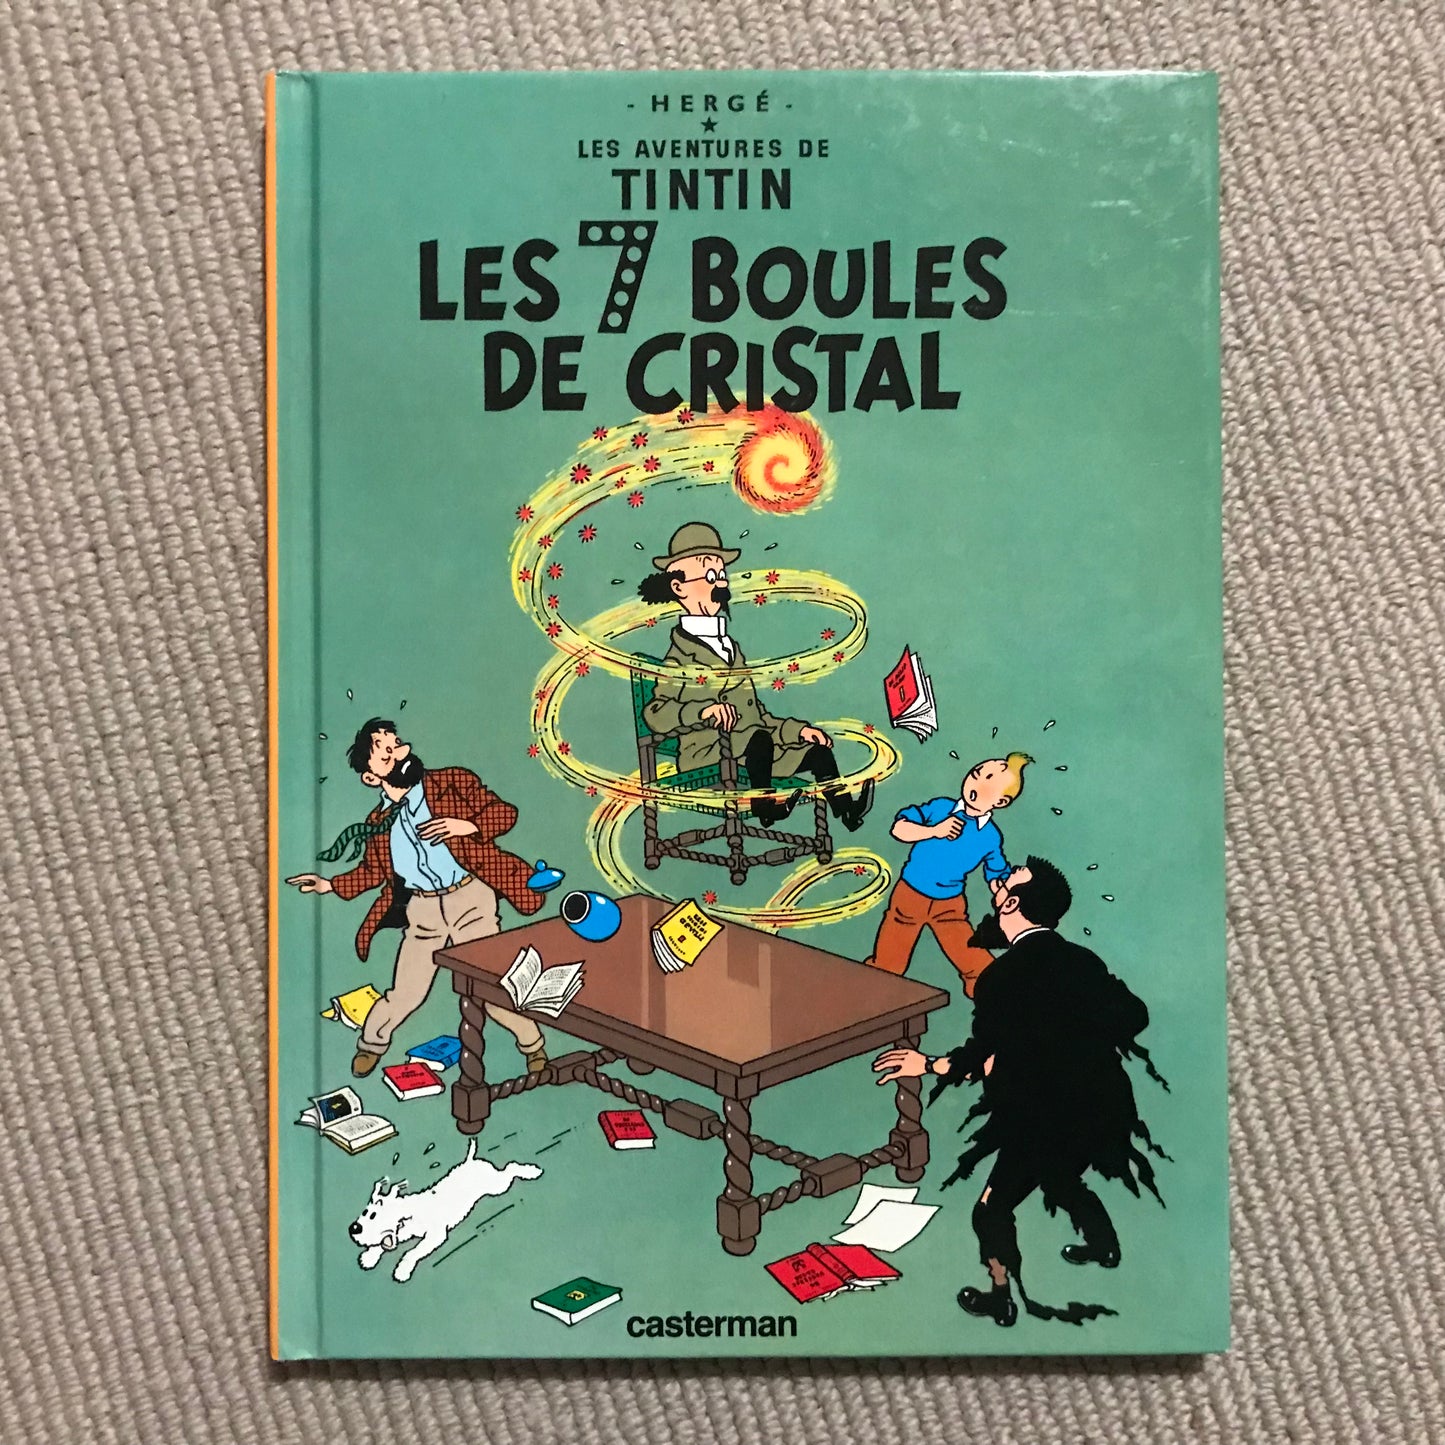 - HERGÉ -
LES AVENTURES DE
TINTIN
LES 7 BOULES
DE CRISTAL
casterman